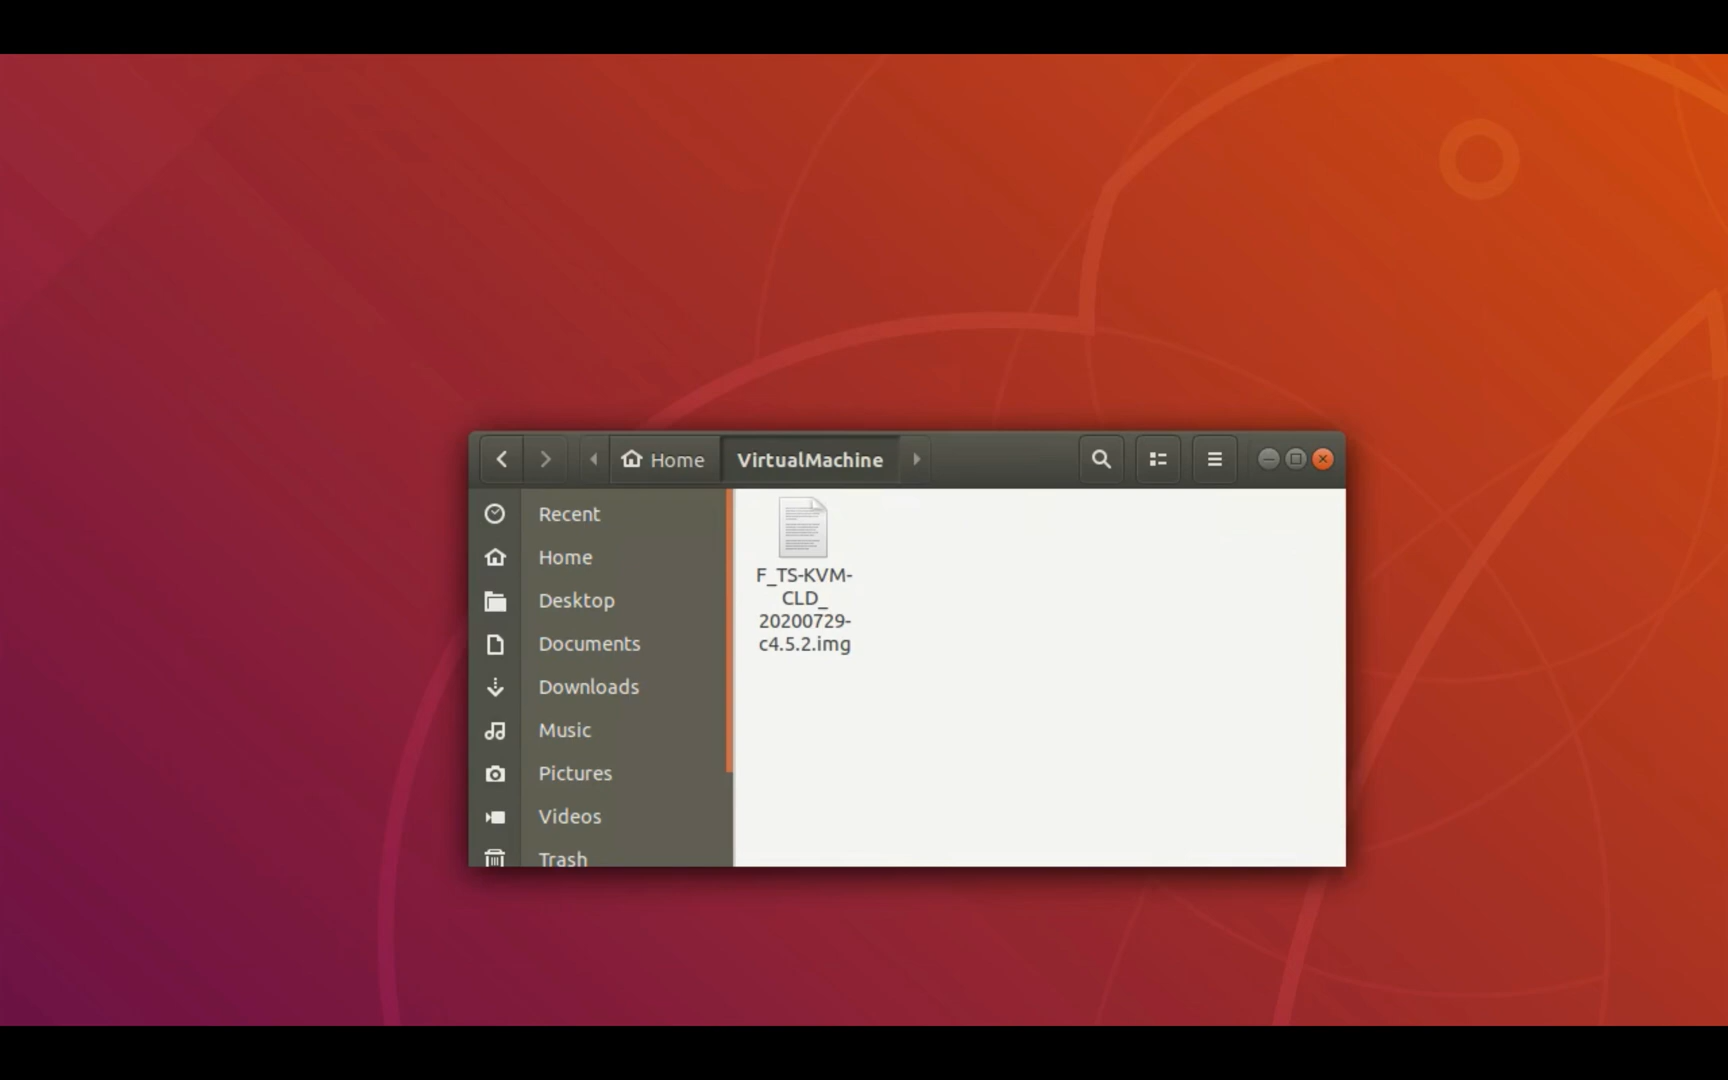 Home
VirtualMachine
Recent
Home
Desktop
Documents
Downloads
Music
Pictures
Videos
Trash
F_TS-KVM-
CLD_
20200729-
c4.5.2.img